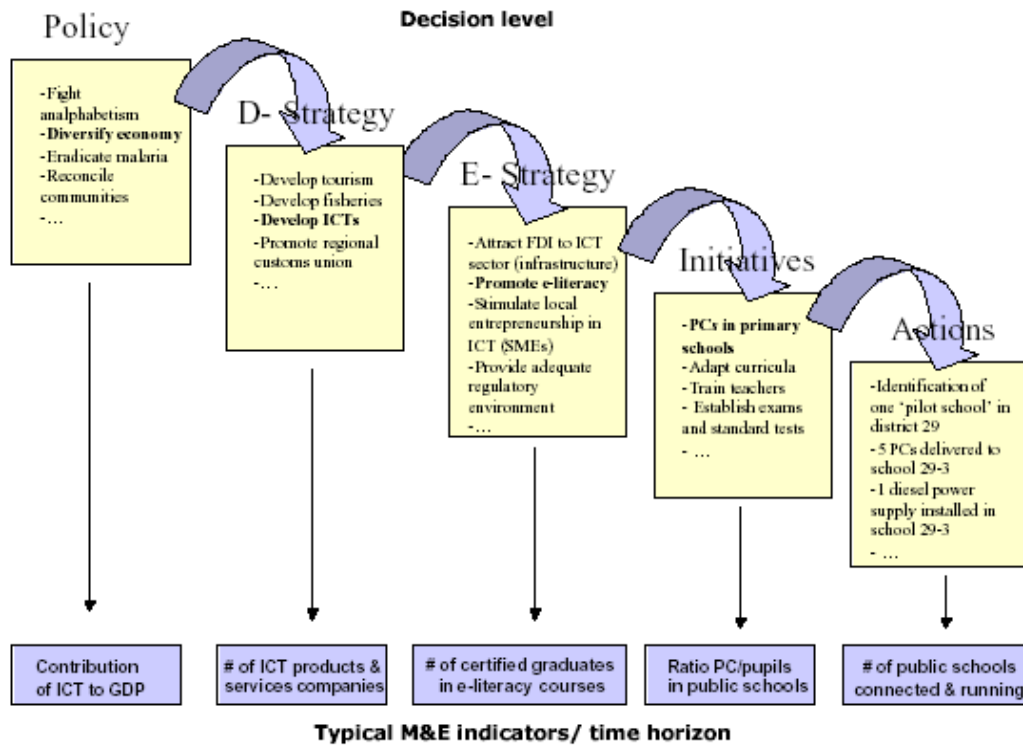 Decision level
Policy
-Fight
analphabetism
-Diversify economy
-Eradicate malaria
-Reconcile
communities
-…
D- Strategy
-Develop tourism
-Develop fisheries
-Develop ICTs
-Promote regional
customs union
-…
E- Strategy
-Attract FDI to ICT
sector (infrastructure)
-Promote e-literacy
-Stimulate local
entrepreneurship in
ICT (SMEs)
-Provide adequate
regulatory
environment
-…
Initiatives
-PCs in primary
schools
-Adapt curricula
-Train teachers
- Establish exams
and standard tests
- …
Actions
-Identification of
one ‘pilot school’ in
district 29
-5 PCs delivered to
school 29-3
-1 diesel power
supply installed in
school 29-3
- …
Contribution
of ICT to GDP
# of ICT products &
services companies
# of certified graduates
in e-literacy courses
Ratio PC/pupils
in public schools
# of public schools
connected & running
Typical M&E indicators/ time horizon